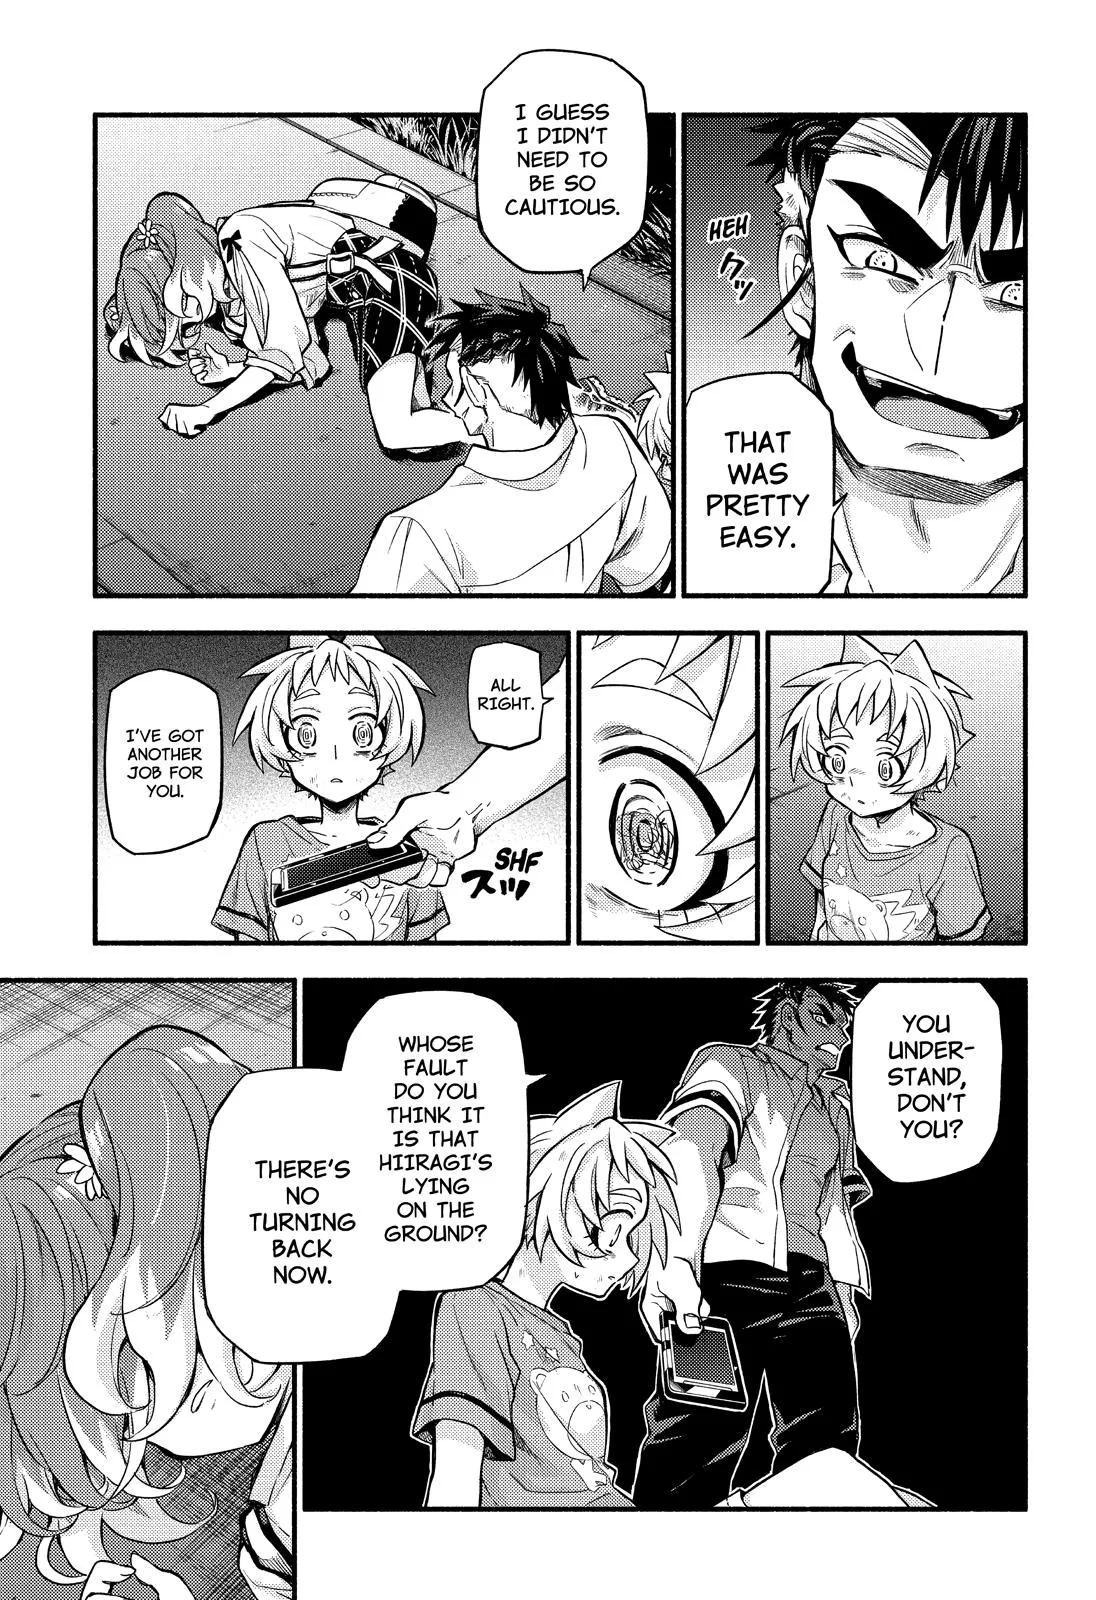 HEH
クッ
THAT
WAS
PRETTY
EASY.
I GUESS
I DIDN'T
NEED TO
BE SO
CAUTIOUS.
ALL
RIGHT.
SHF
スッ
I'VE GOT
ANOTHER
JOB FOR
YOU.
YOU
UNDER-
STAND,
DON'T
YOU?
WHOSE
FAULT
DO YOU
THINK IT
IS THAT
HIIRAGI'S
LYING
ON THE
GROUND?
THERE'S
NO
TURNING
BACK
NOW.